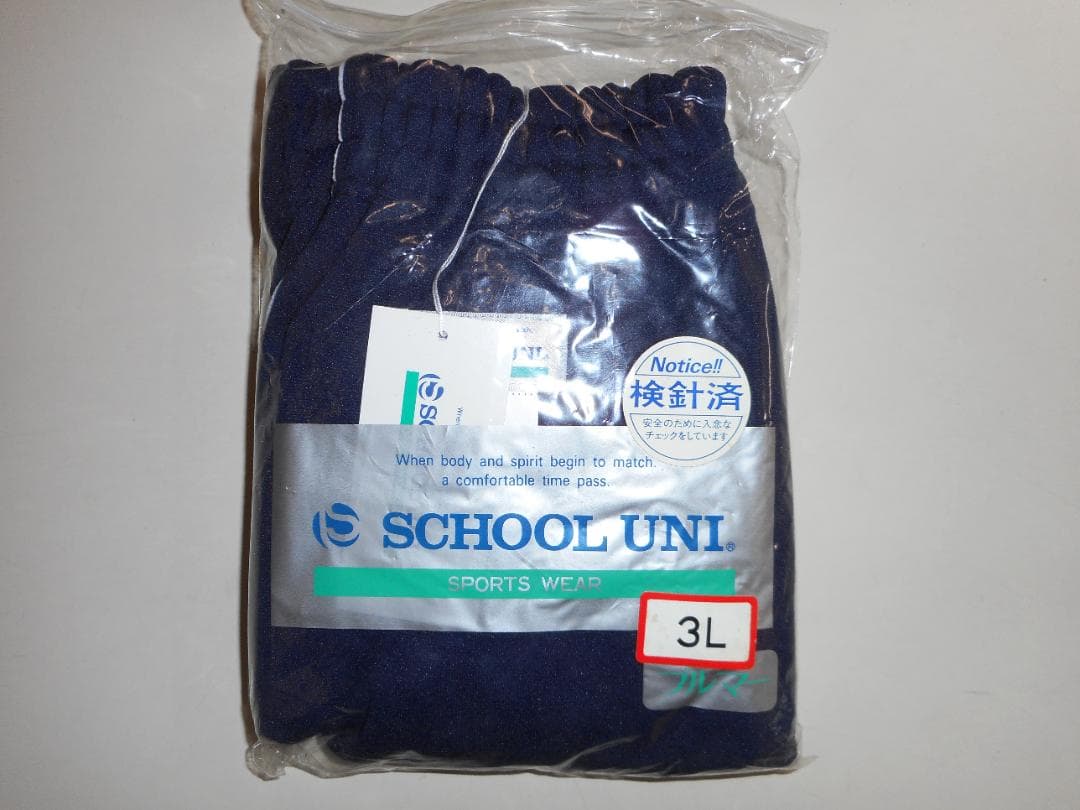 UNI
S
Notice!!
検針済
安全のために入念な
チェックをしています
When body and spirit begin to match.
a comfortable time pass.
S SCHOOL UNI®
SPORTS WEAR
3L
ブルマー